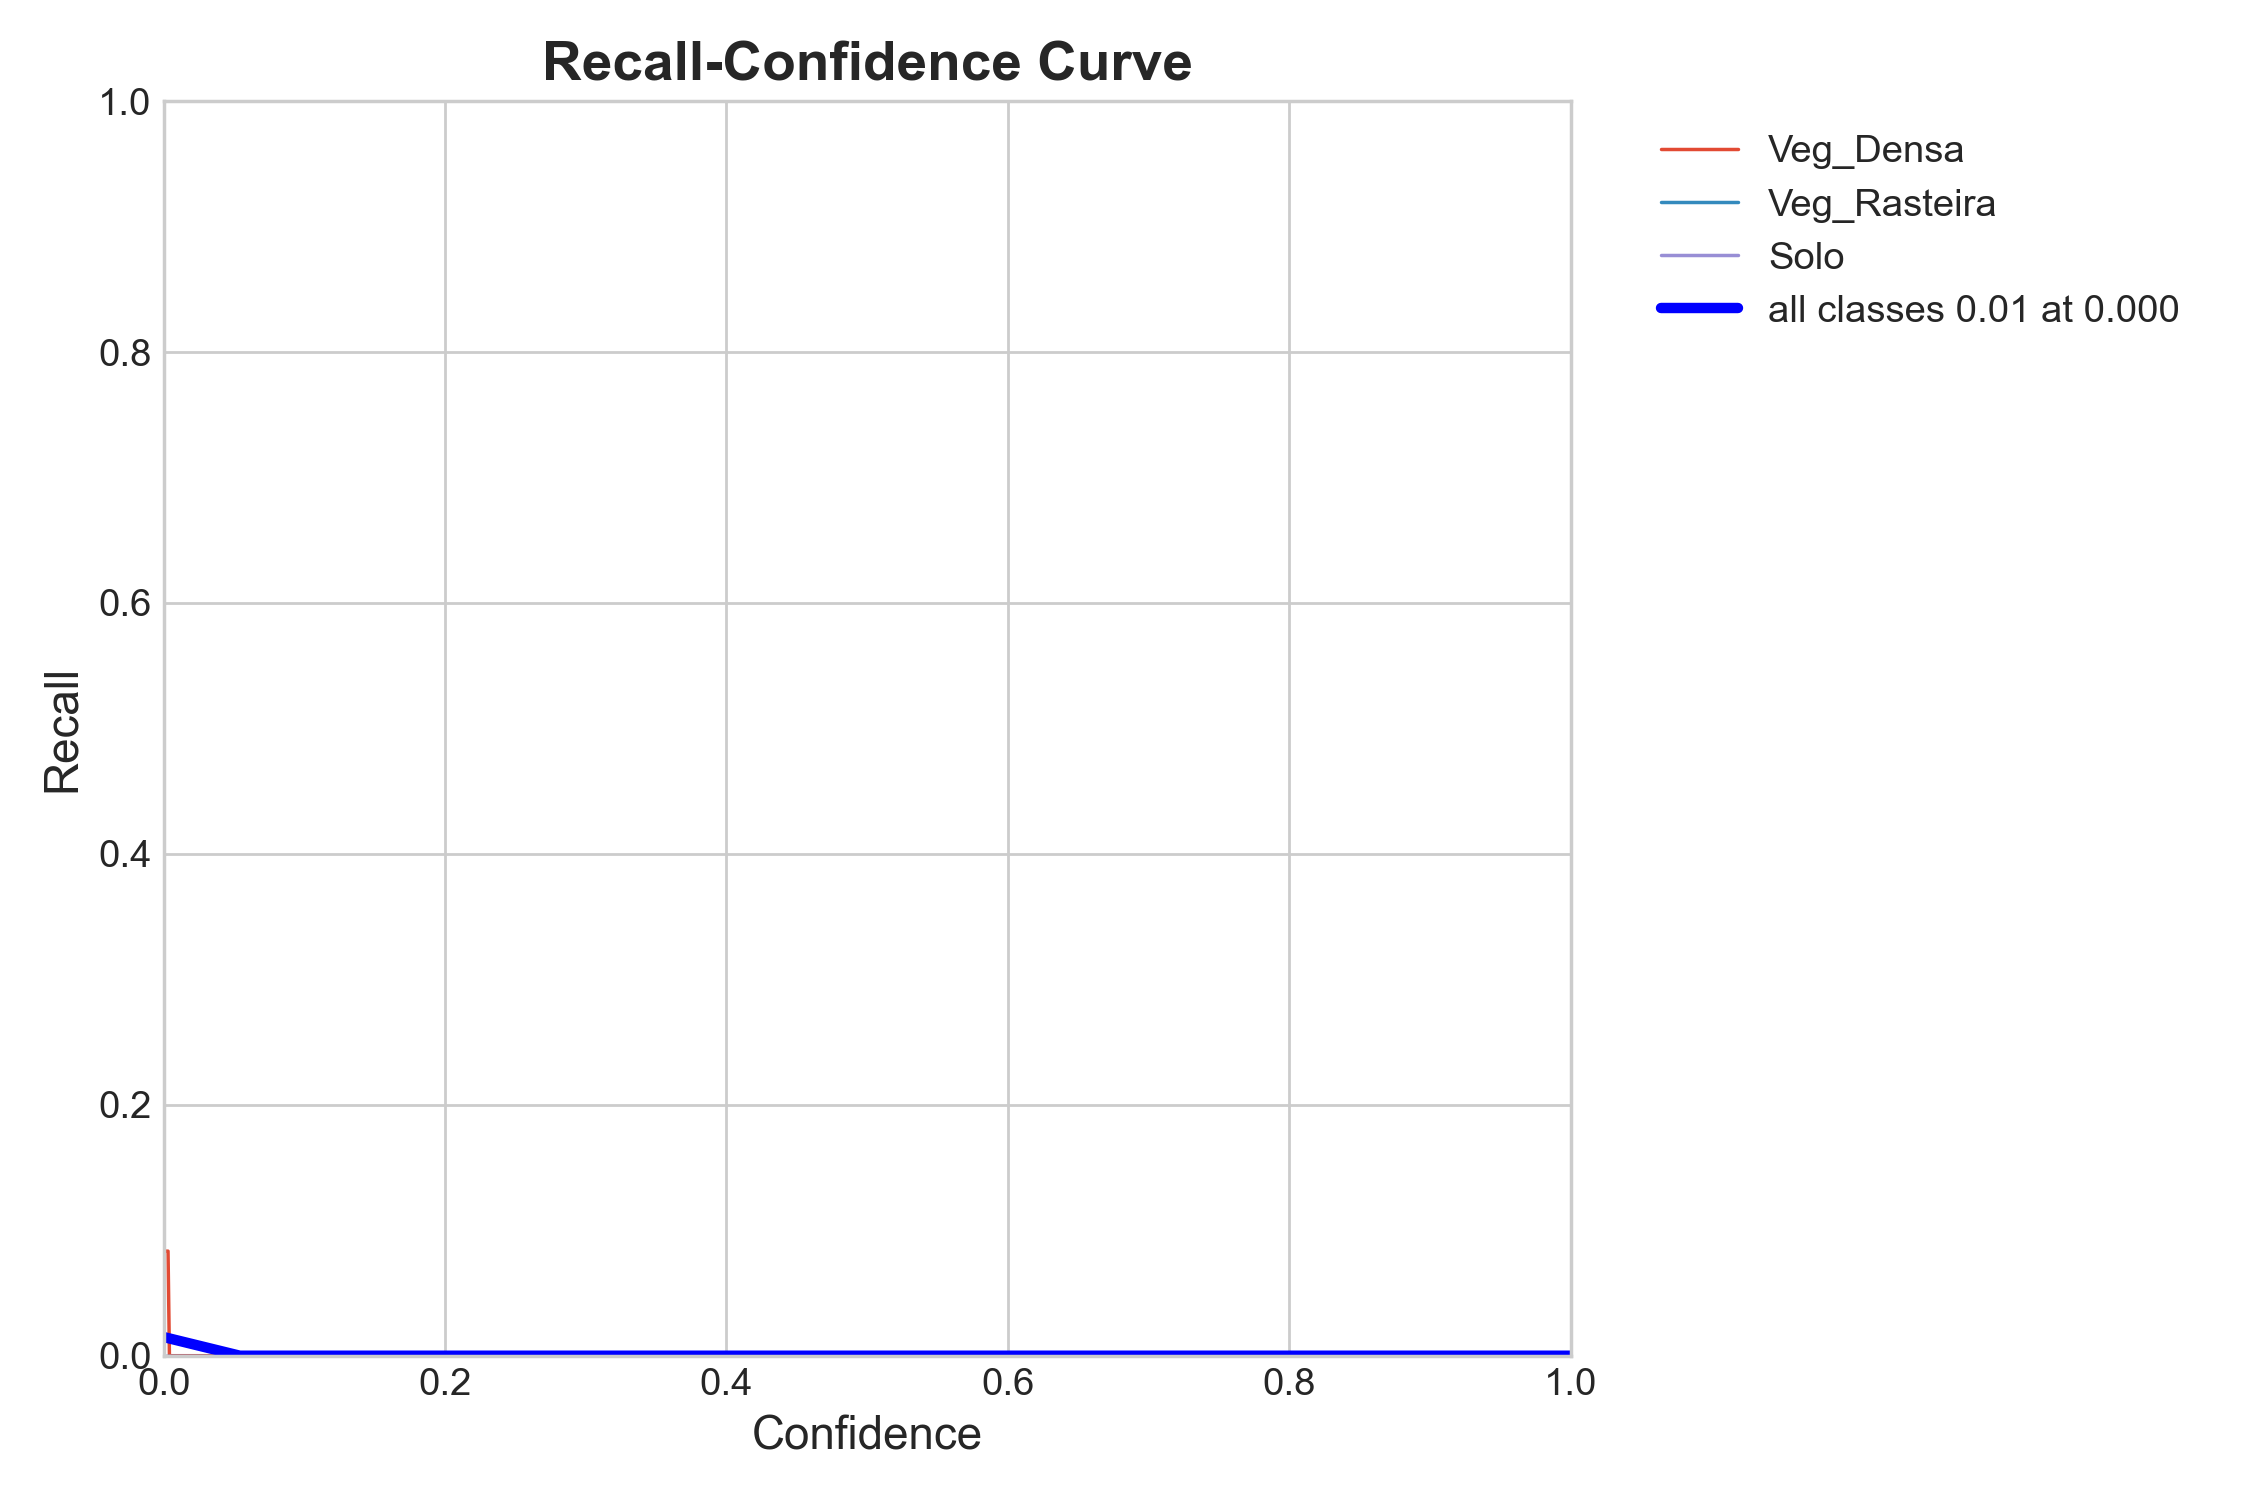 Recall-Confidence Curve
1.0
0.8
0.6
0.4
0.2
0.0
Recall
0.0 0.2 0.4 0.6 0.8 1.0
Confidence
Veg_Densa
Veg_Rasteira
Solo
all classes 0.01 at 0.000